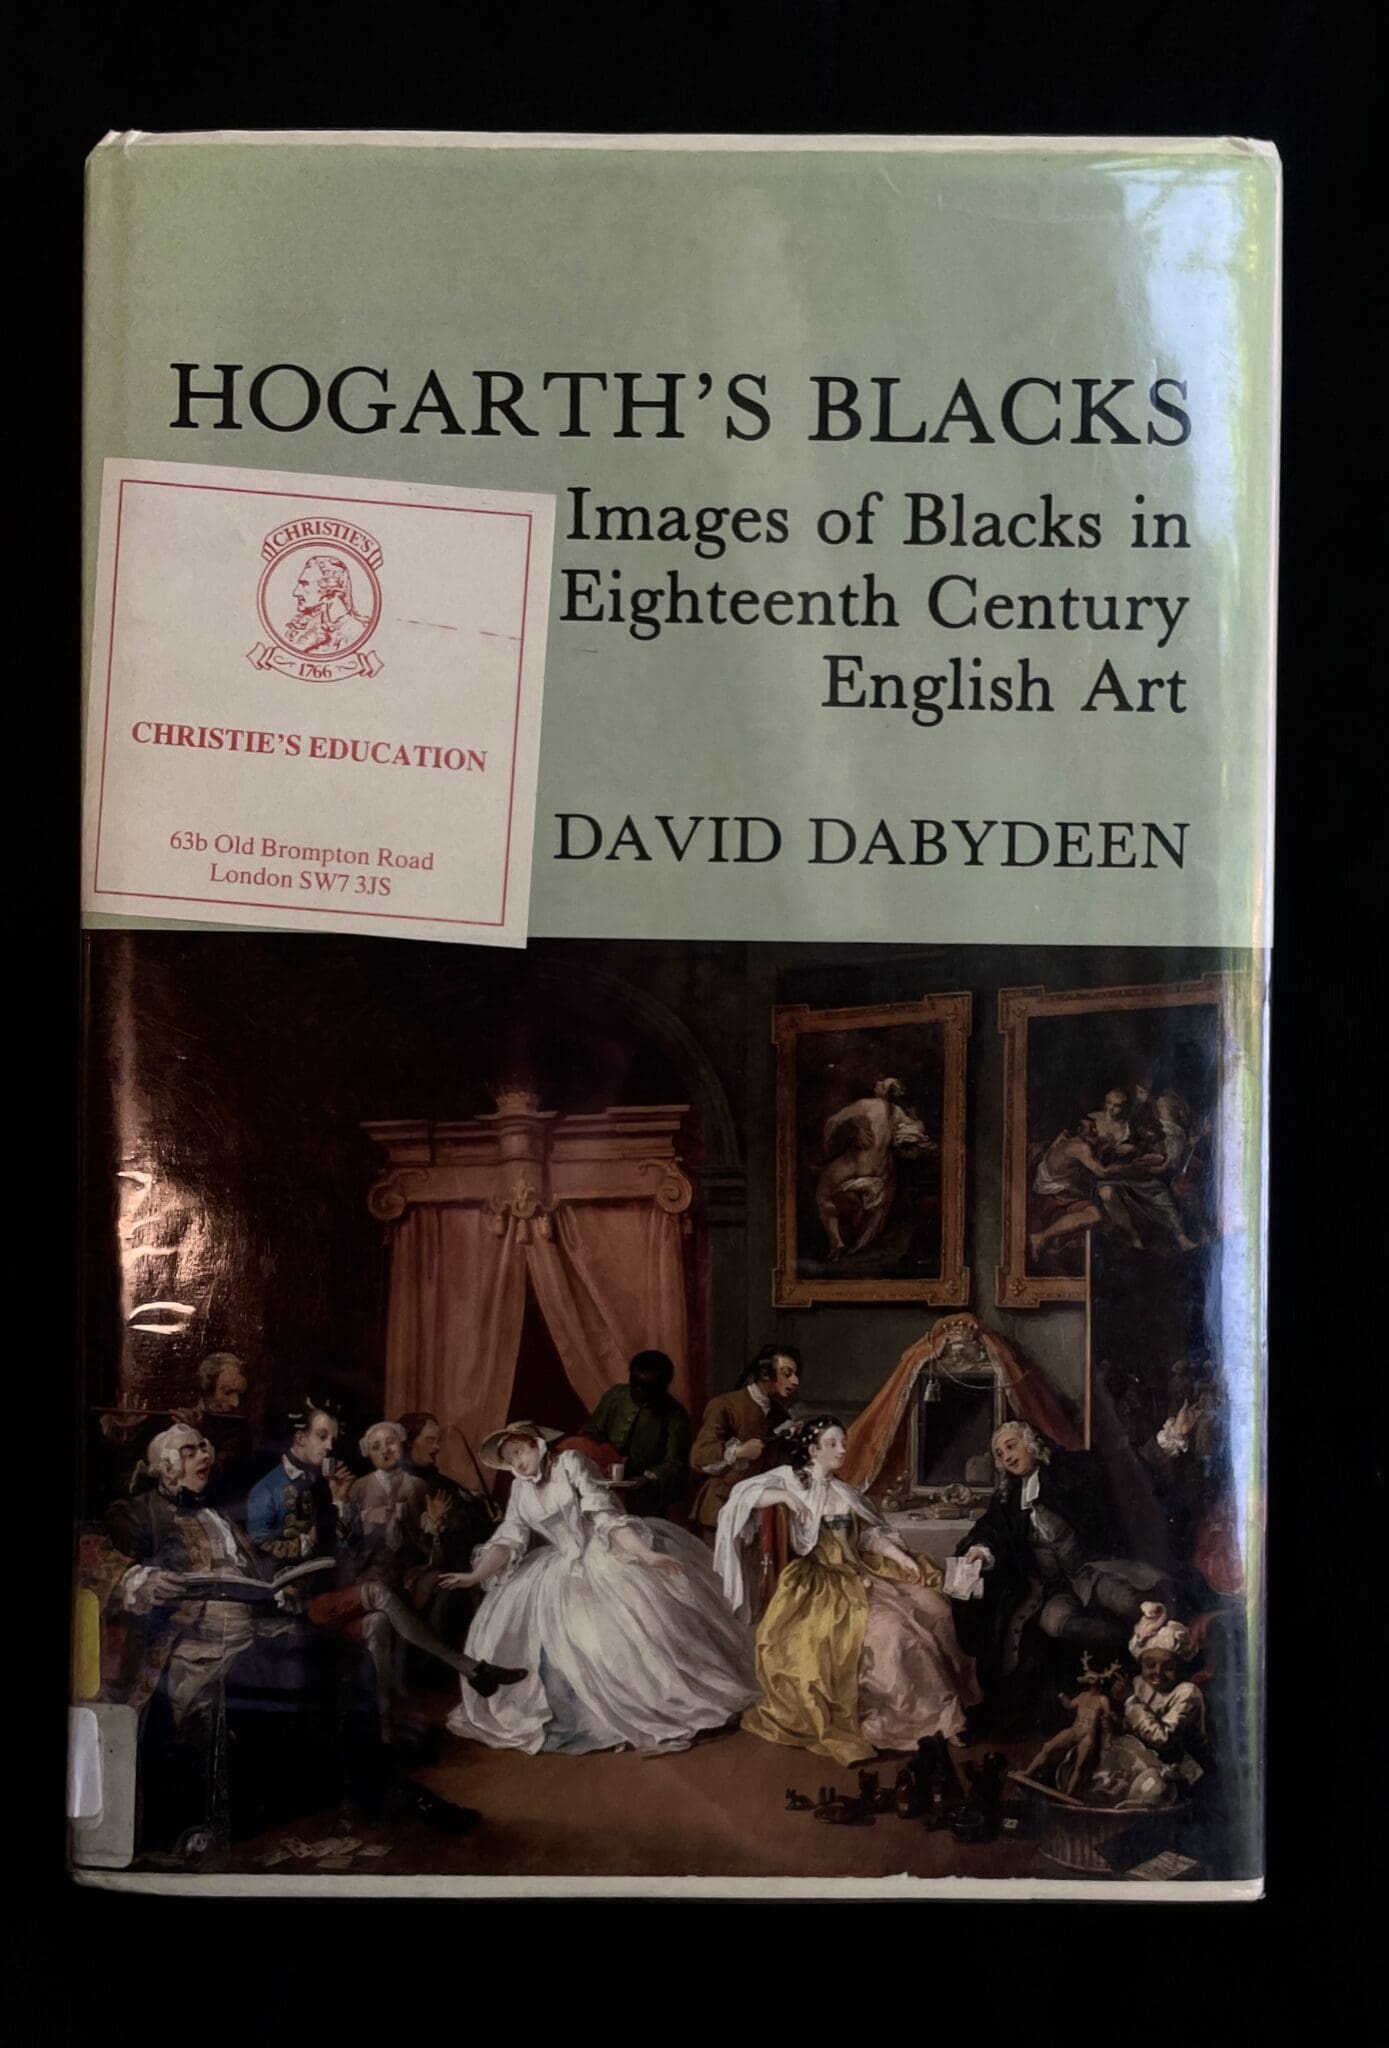 HOGARTH'S BLACKS
Images of Blacks in
Eighteenth Century
English Art
DAVID DABYDEEN
CHRISTIE'S
1766
CHRISTIE'S EDUCATION
63b Old Brompton Road
London SW7 3JS